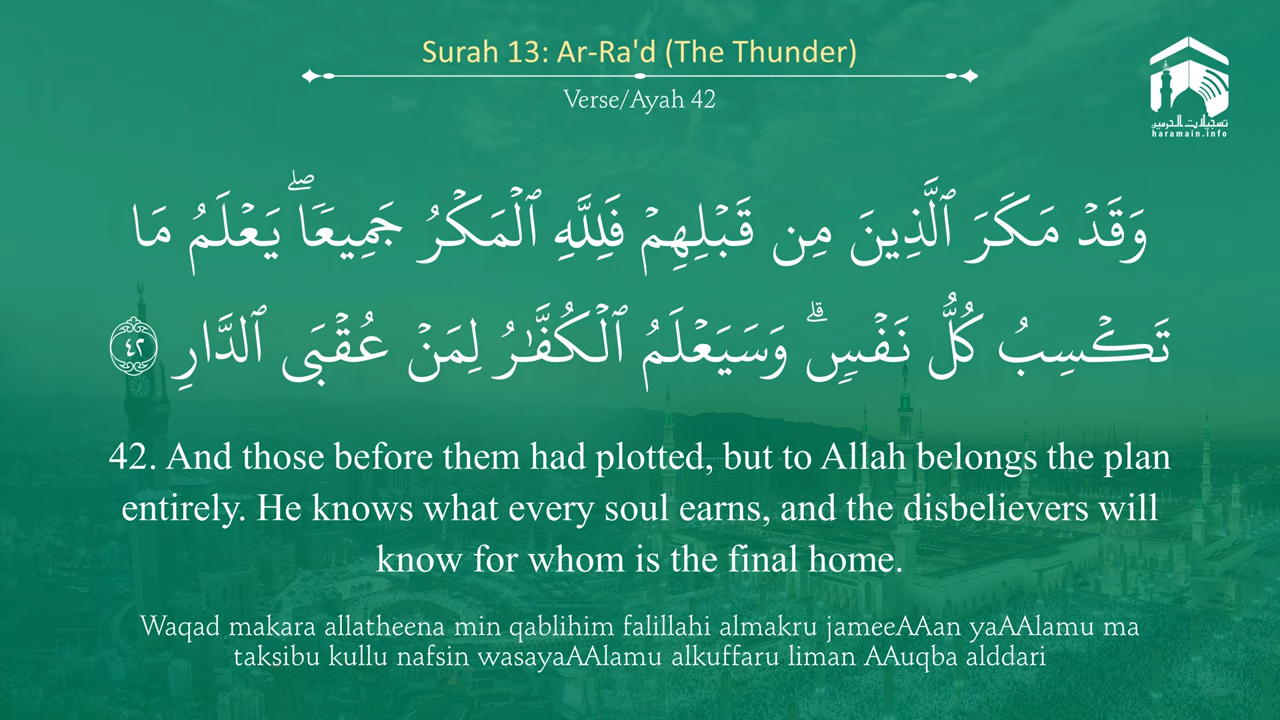 Surah 13: Ar-Ra'd (The Thunder)
Verse/Ayah 42
تسجيلات الحرمين
haramain.info
وَقَدْ مَكَرَ ٱلَّذِينَ مِن قَبْلِهِمْ فَلِلَّهِ ٱلْمَكْرُ جَمِيعًا ۖ يَعْلَمُ مَا
تَكْسِبُ كُلُّ نَفْسٍ ۗ وَسَيَعْلَمُ ٱلْكُفَّـٰرُ لِمَنْ عُقْبَى ٱلدَّارِ ٤٢
42. And those before them had plotted, but to Allah belongs the plan
entirely. He knows what every soul earns, and the disbelievers will
know for whom is the final home.
Waqad makara allatheena min qablihim falillahi almakru jameeAAan yaAAlamu ma
taksibu kullu nafsin wasayaAAlamu alkuffaru liman AAuqba alddari